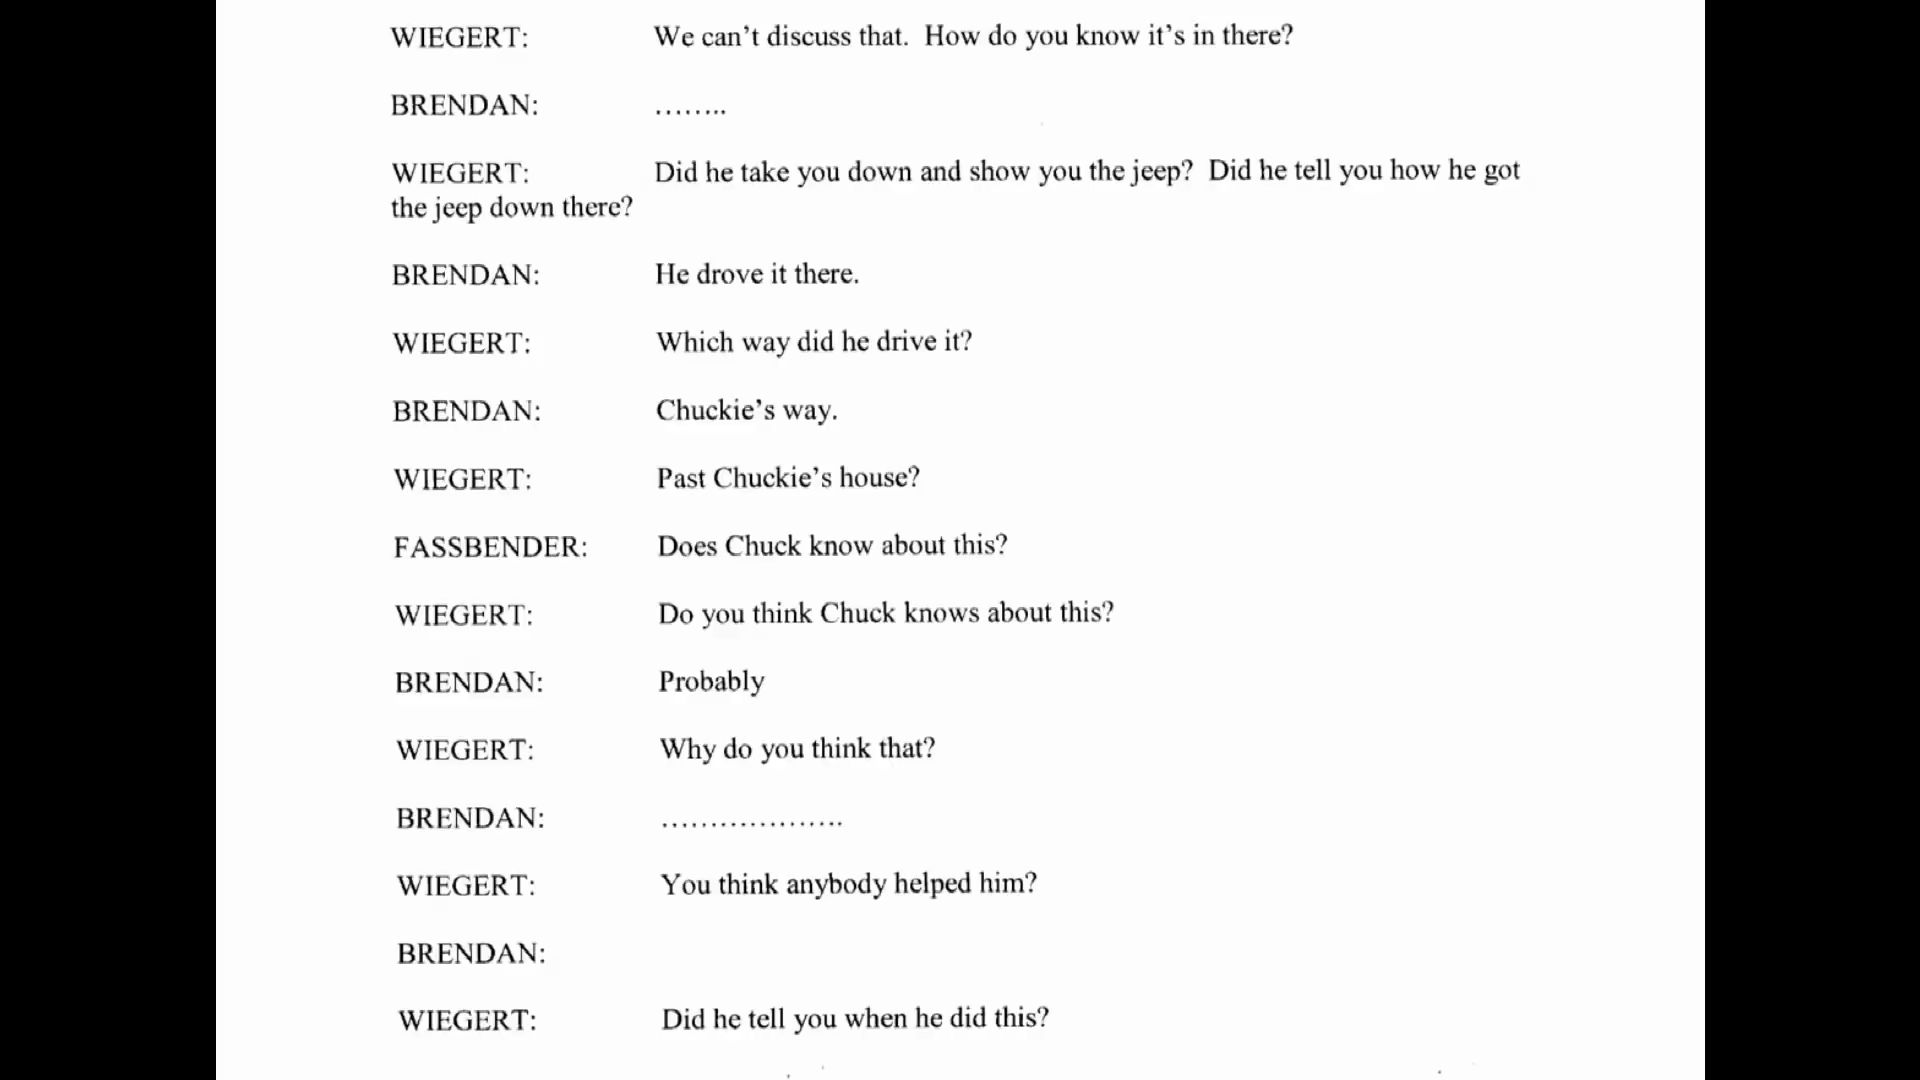 WIEGERT: We can't discuss that. How do you know it's in there?
BRENDAN: ........
WIEGERT: Did he take you down and show you the jeep? Did he tell you how he got
the jeep down there?
BRENDAN: He drove it there.
WIEGERT: Which way did he drive it?
BRENDAN: Chuckie's way.
WIEGERT: Past Chuckie's house?
FASSBENDER: Does Chuck know about this?
WIEGERT: Do you think Chuck knows about this?
BRENDAN: Probably
WIEGERT: Why do you think that?
BRENDAN: ...................
WIEGERT: You think anybody helped him?
BRENDAN:
WIEGERT: Did he tell you when he did this?